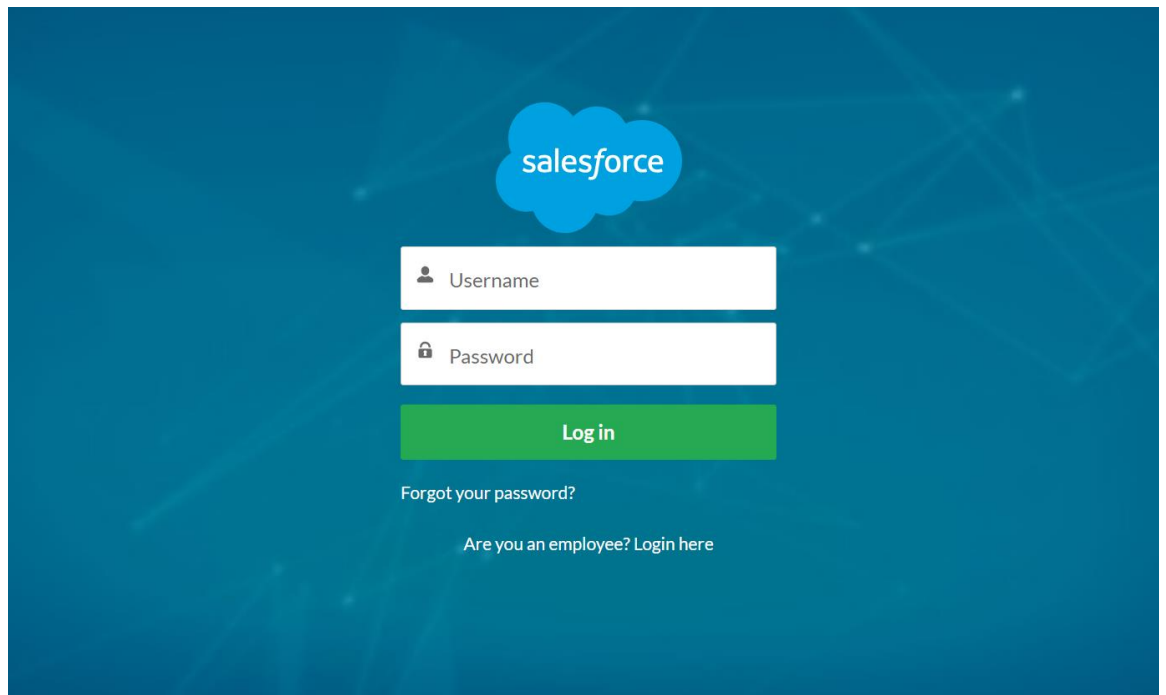 salesforce
Username
Password
Log in
Forgot your password?
Are you an employee? Login here